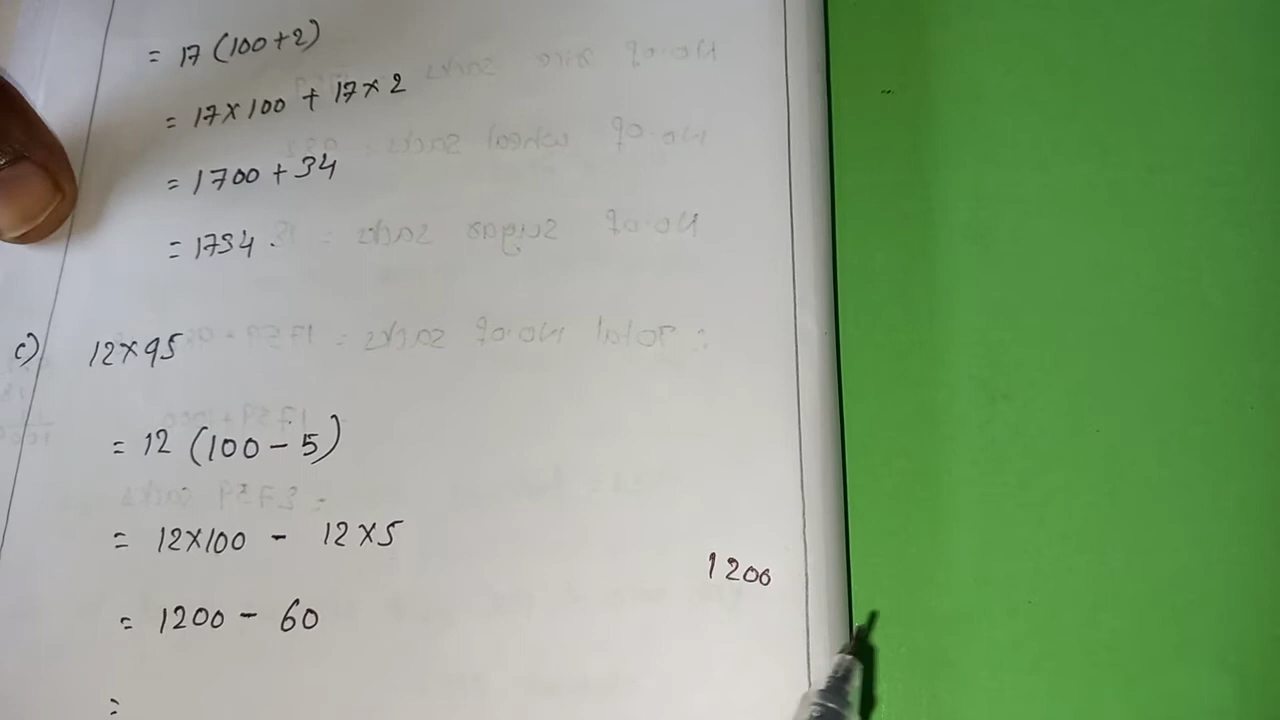 = 17 (100+2)
= 17×100 + 17×2
= 1700 + 34
= 1734.
c) 12×95
= 12 (100 - 5)
= 12×100 - 12×5
1200
= 1200 - 60
=